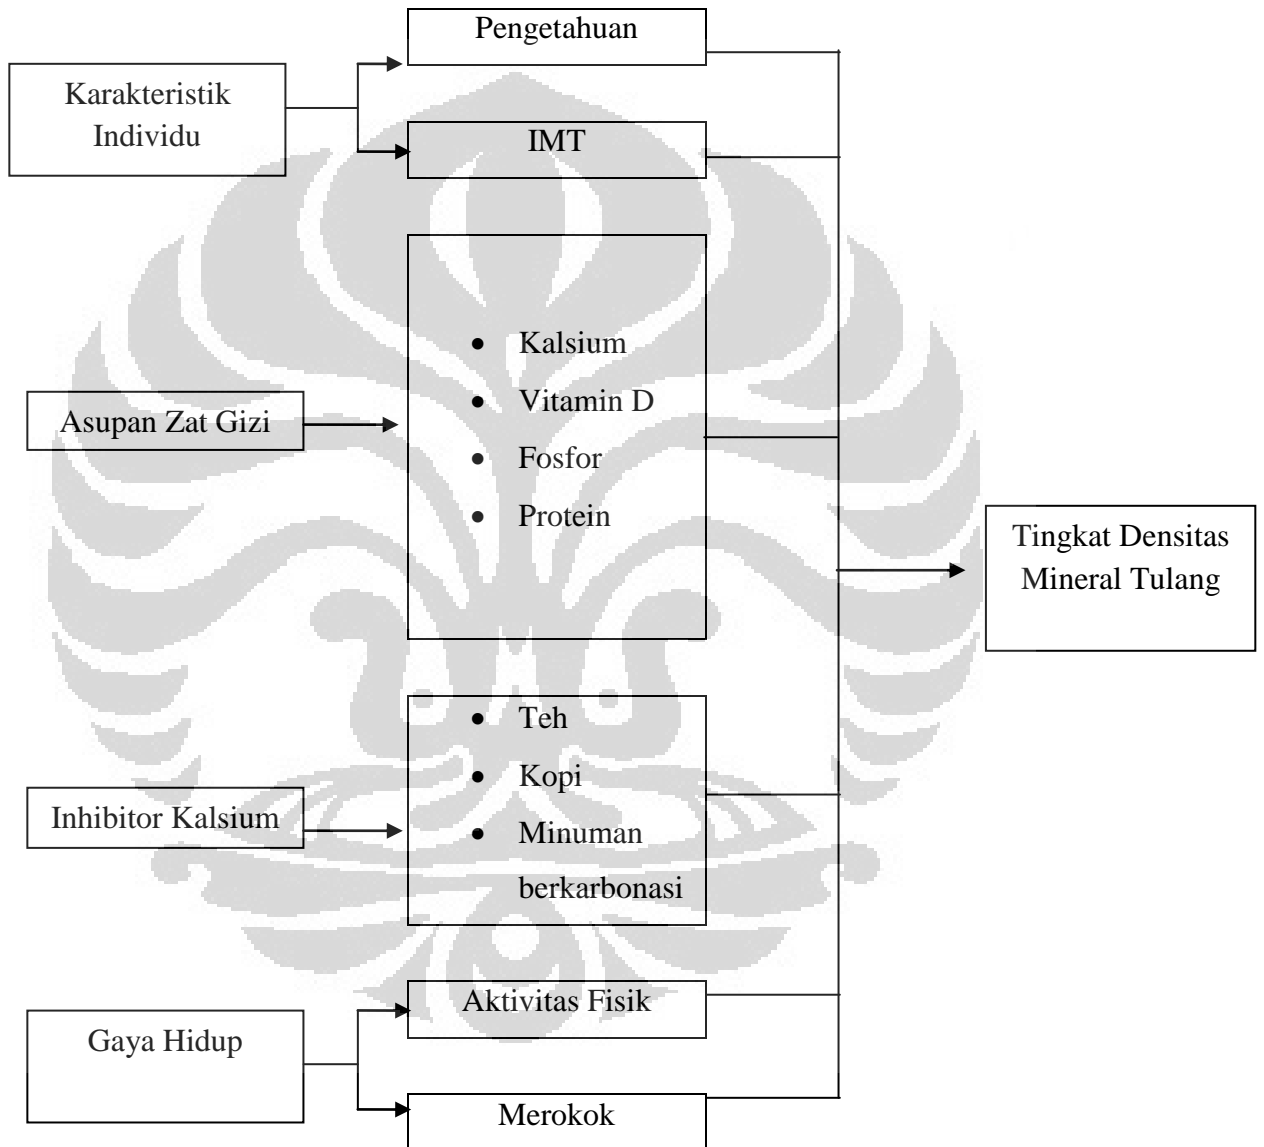 Pengetahuan
Karakteristik
Individu
IMT
Asupan Zat Gizi
• Kalsium
• Vitamin D
• Fosfor
• Protein
Tingkat Densitas
Mineral Tulang
Inhibitor Kalsium
• Teh
• Kopi
• Minuman
berkarbonasi
Gaya Hidup
Aktivitas Fisik
Merokok